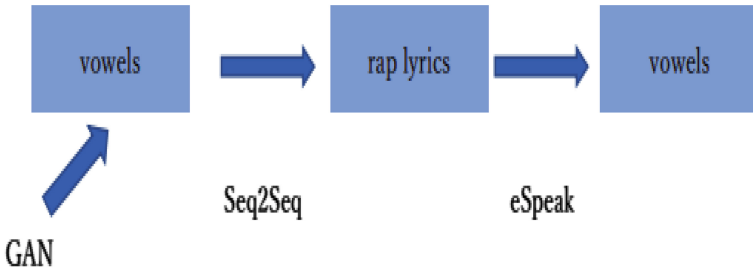 vowels
rap lyrics
vowels
Seq2Seq
eSpeak
GAN